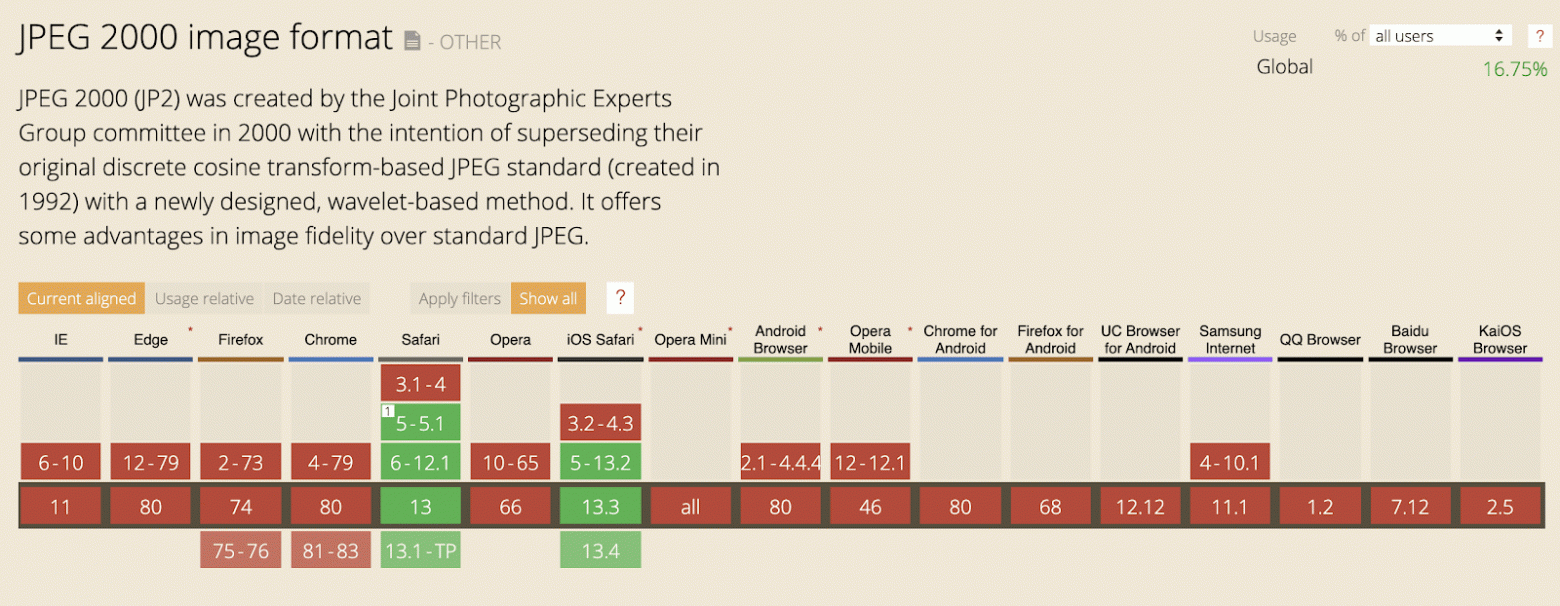 JPEG 2000 image format - OTHER
Usage % of all users ?
Global 16.75%
JPEG 2000 (JP2) was created by the Joint Photographic Experts
Group committee in 2000 with the intention of superseding their
original discrete cosine transform-based JPEG standard (created in
1992) with a newly designed, wavelet-based method. It offers
some advantages in image fidelity over standard JPEG.
Current aligned Usage relative Date relative Apply filters Show all ?
IE Edge * Firefox Chrome Safari Opera iOS Safari * Opera Mini * Android Browser * Opera Mobile * Chrome for Android Firefox for Android UC Browser for Android Samsung Internet QQ Browser Baidu Browser KaiOS Browser
3.1-4
1 5-5.1 3.2-4.3
6-10 12-79 2-73 4-79 6-12.1 10-65 5-13.2 2.1-4.4.4 12-12.1 4-10.1
11 80 74 80 13 66 13.3 all 80 46 80 68 12.12 11.1 1.2 7.12 2.5
75-76 81-83 13.1-TP 13.4